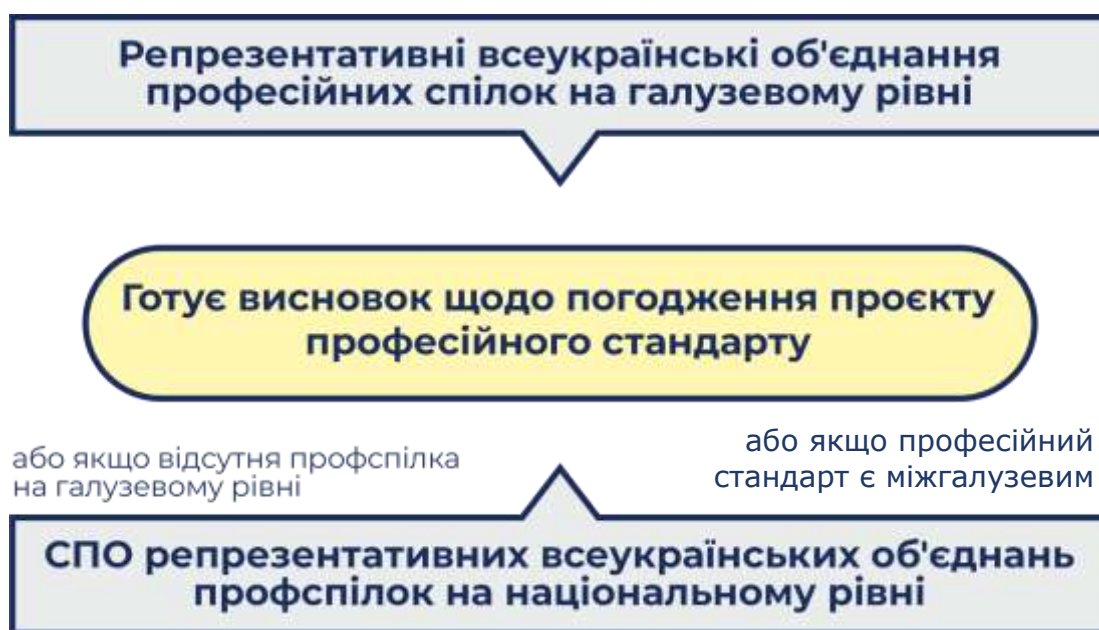 Репрезентативні всеукраїнські об'єднання
професійних спілок на галузевому рівні
Готує висновок щодо погодження проєкту
професійного стандарту
або якщо відсутня профспілка
на галузевому рівні
або якщо професійний
стандарт є міжгалузевим
СПО репрезентативних всеукраїнських об'єднань
профспілок на національному рівні